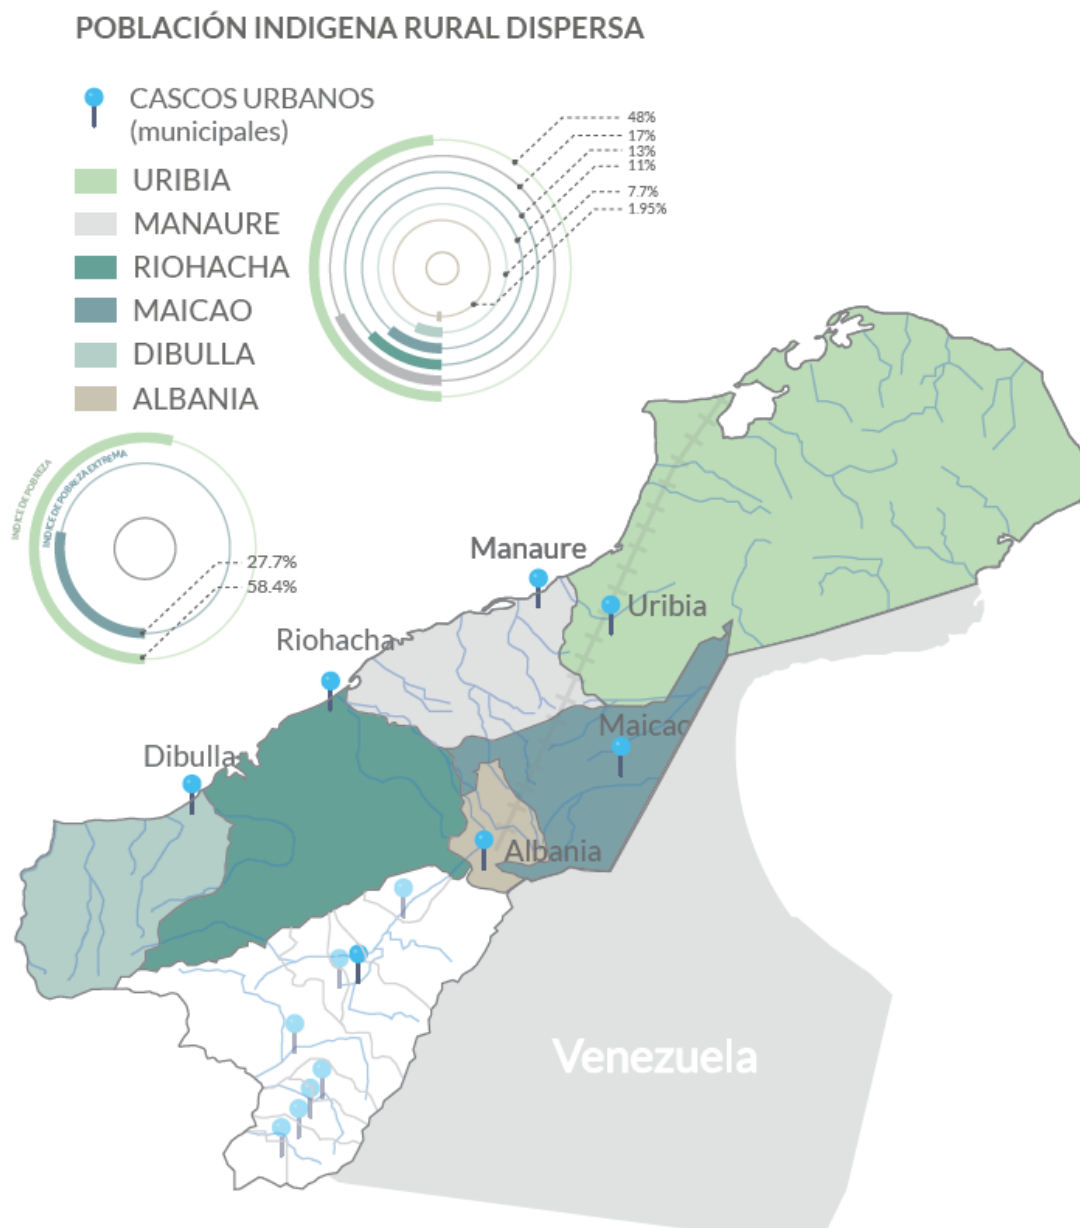 POBLACIÓN INDIGENA RURAL DISPERSA
CASCOS URBANOS
(municipales)
URIBIA
MANAURE
RIOHACHA
MAICAO
DIBULLA
ALBANIA
48%
17%
13%
11%
7.7%
1.95%
INDICE DE POBREZA
INDICE DE POBREZA EXTREMA
27.7%
58.4%
Manaure
Uribia
Riohacha
Maicao
Dibulla
Albania
Venezuela